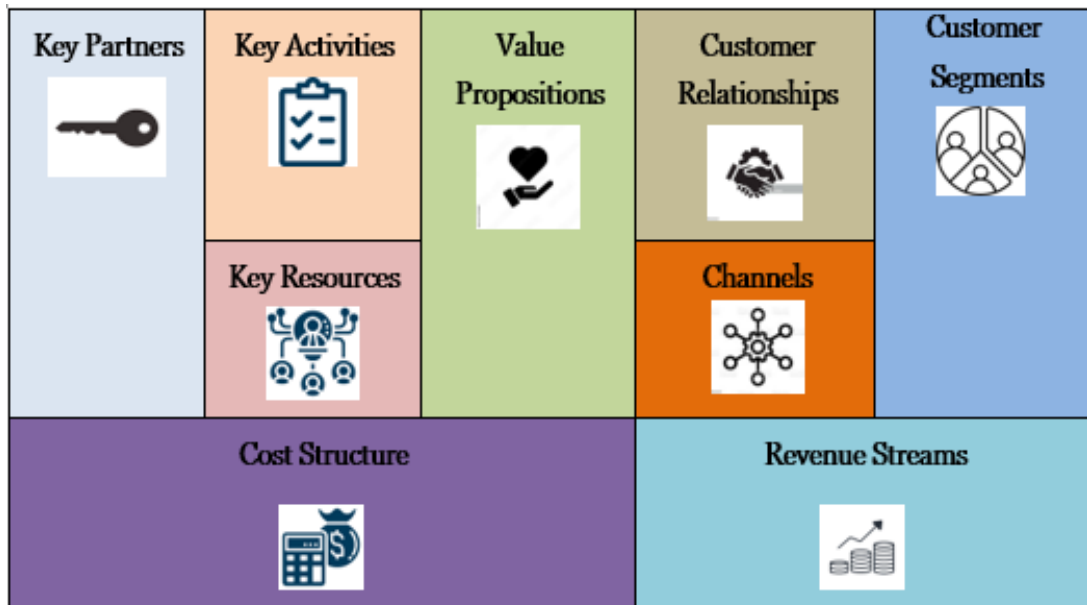 Key Partners
Key Activities
Key Resources
Value
Propositions
Customer
Relationships
Channels
Customer
Segments
Cost Structure
$
Revenue Streams